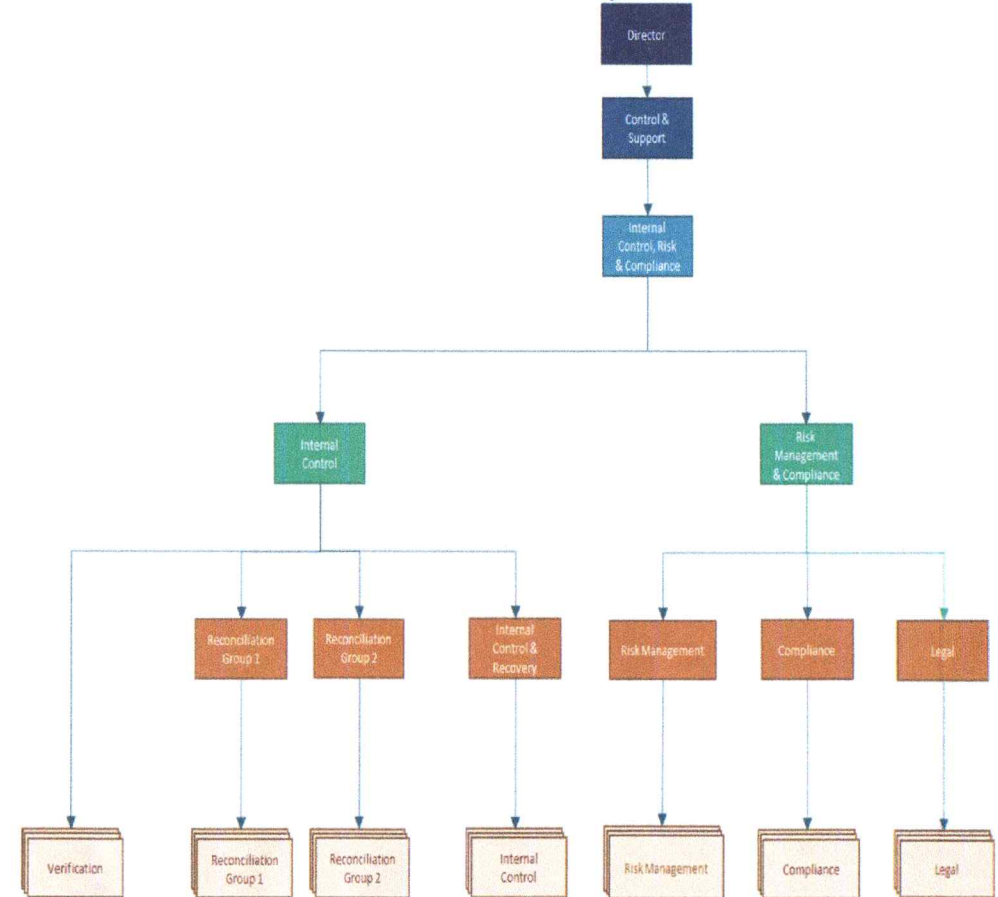 Director
Control &
Support
Internal
Control, Risk
& Compliance
Internal
Control
Risk
Management
& Compliance
Reconciliation
Group 1
Reconciliation
Group 2
Internal
Control &
Recovery
Risk Management
Compliance
Legal
Verification
Reconciliation
Group 1
Reconciliation
Group 2
Internal
Control
Risk Management
Compliance
Legal